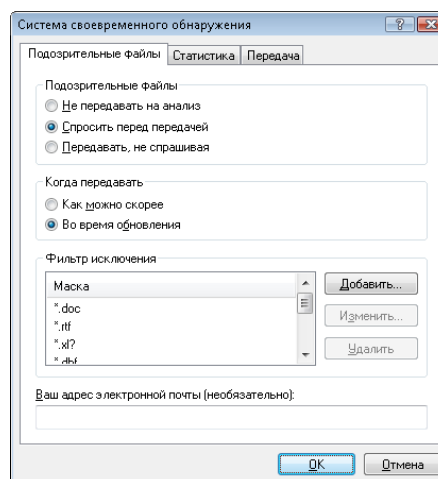 Система своевременного обнаружения
Подозрительные файлы Статистика Передача
Подозрительные файлы
Не передавать на анализ
Спросить перед передачей
Передавать, не спрашивая
Когда передавать
Как можно скорее
Во время обновления
Фильтр исключения
Маска
Добавить...
*.doc
*.rtf
Изменить...
*.xl?
Удалить
*.dbf
Ваш адрес электронной почты (необязательно):
OK Отмена